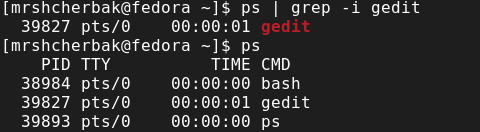 [mrshcherbak@fedora ~]$ ps | grep -i gedit
  39827 pts/0    00:00:01 gedit
[mrshcherbak@fedora ~]$ ps
    PID TTY          TIME CMD
  38984 pts/0    00:00:00 bash
  39827 pts/0    00:00:01 gedit
  39893 pts/0    00:00:00 ps